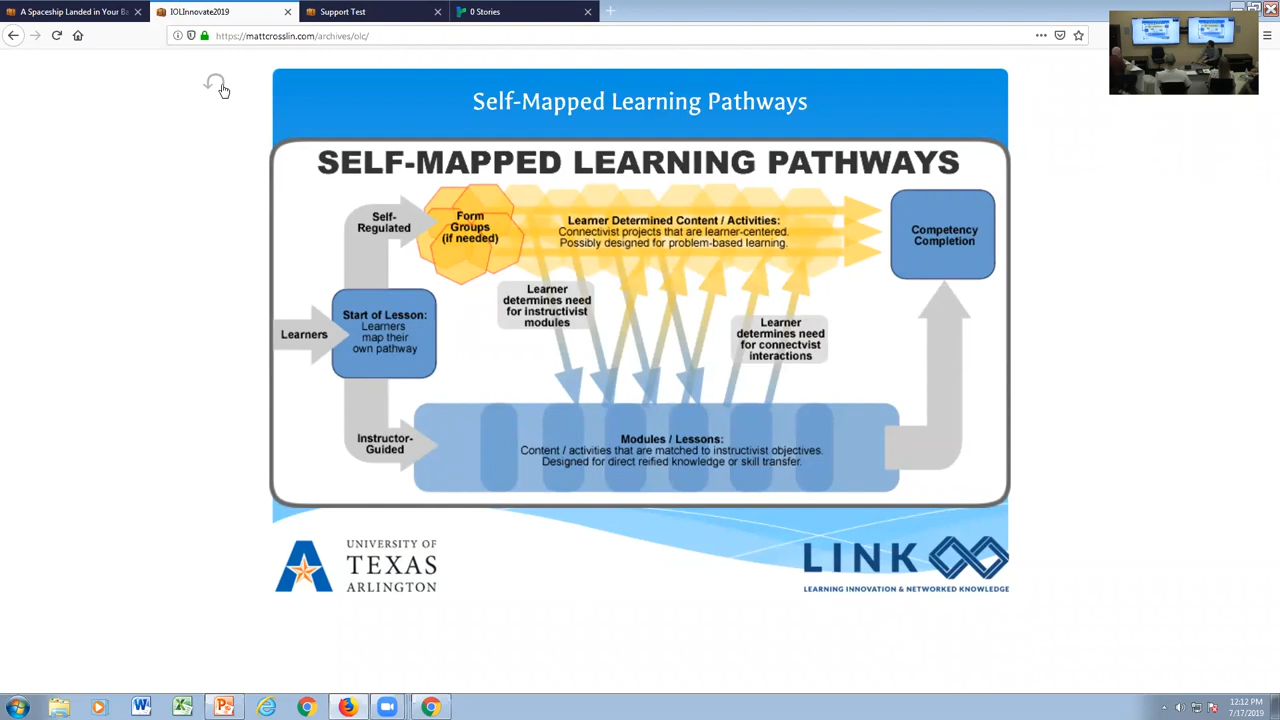 A Spaceship Landed in Your Ba
IOLInnovate2019
Support Test
0 Stories
https://mattcrosslin.com/archives/olc/
Self-Mapped Learning Pathways
SELF-MAPPED LEARNING PATHWAYS
Self-
Regulated
Form
Groups
(if needed)
Learner Determined Content / Activities:
Connectivist projects that are learner-centered.
Possibly designed for problem-based learning.
Competency
Completion
Learner
determines need
for instructivist
modules
Learners
Start of Lesson:
Learners
map their
own pathway
Learner
determines need
for connectvist
interactions
Instructor-
Guided
Modules / Lessons:
Content / activities that are matched to instructivist objectives.
Designed for direct reified knowledge or skill transfer.
UNIVERSITY OF
TEXAS
ARLINGTON
LINK
LEARNING INNOVATION & NETWORKED KNOWLEDGE
12:12 PM
7/17/2019